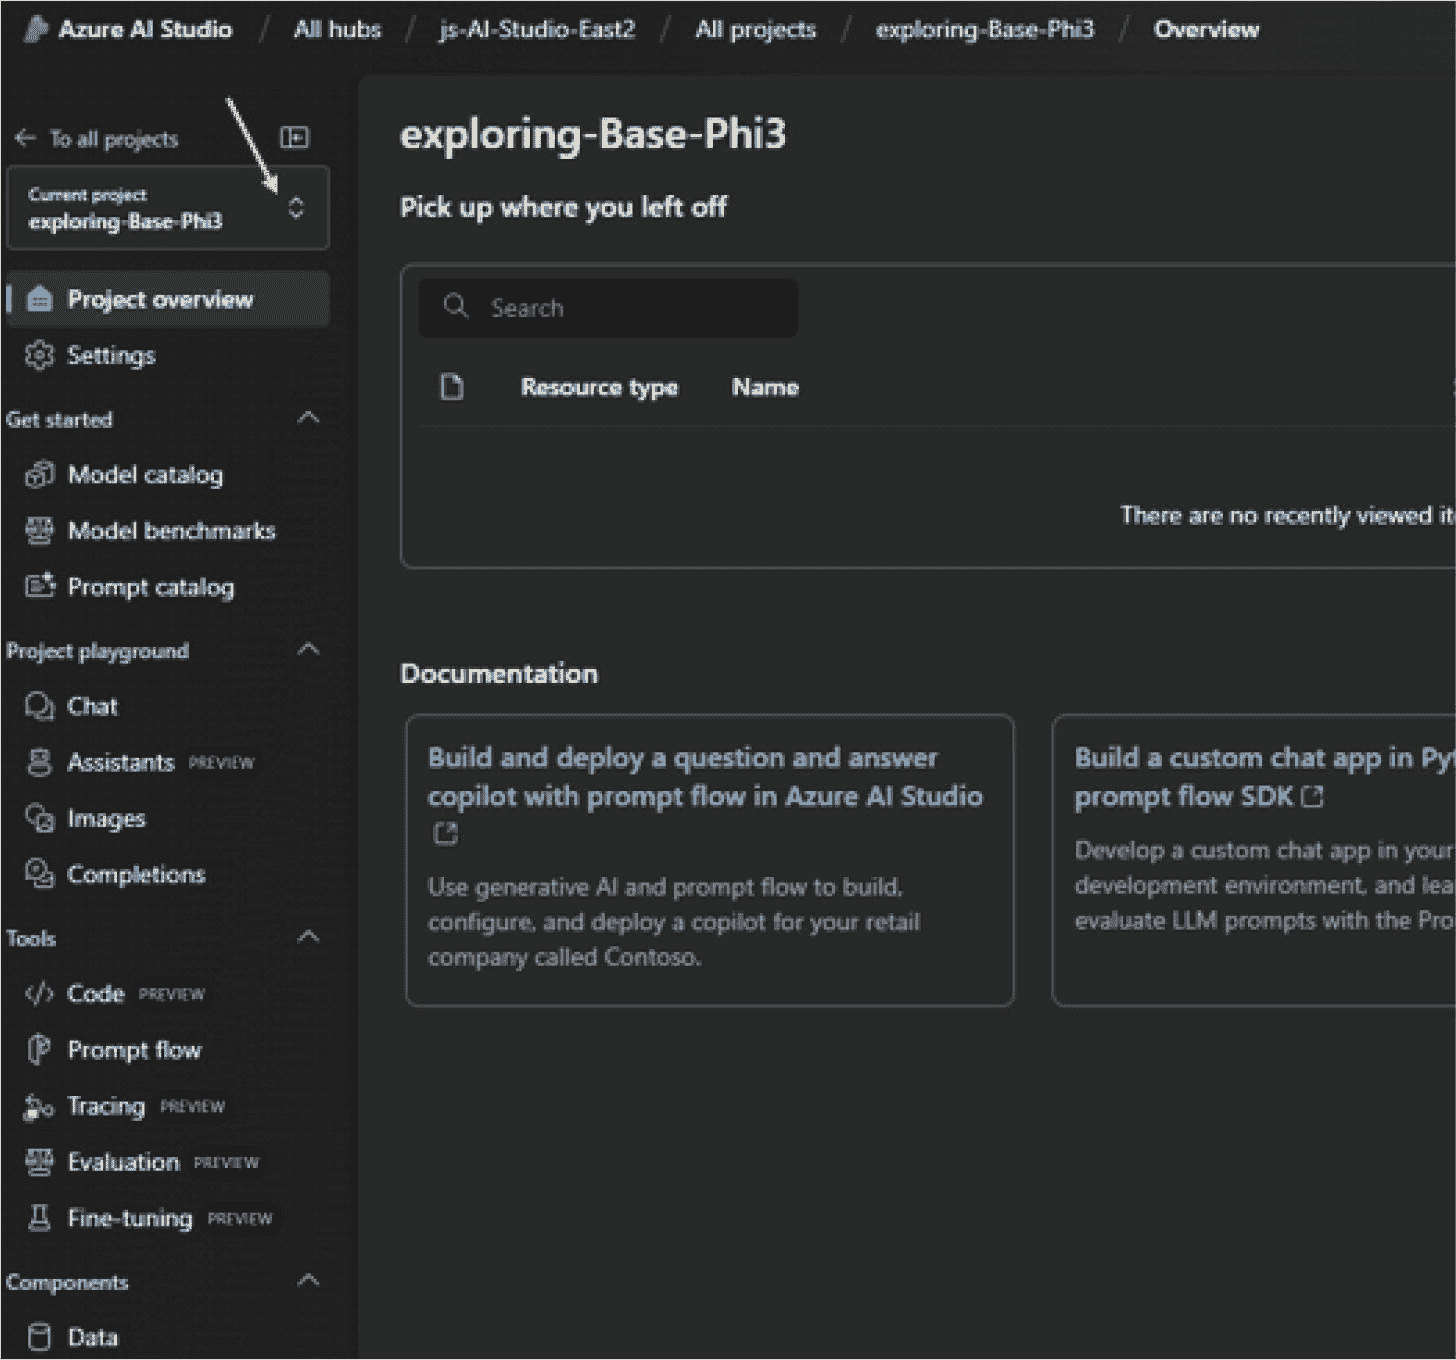 Azure AI Studio / All hubs / js-AI-Studio-East2 / All projects / exploring-Base-Phi3 / Overview
To all projects
Current project
exploring-Base-Phi3
Project overview
Settings
Get started
Model catalog
Model benchmarks
Prompt catalog
Project playground
Chat
Assistants PREVIEW
Images
Completions
Tools
Code PREVIEW
Prompt flow
Tracing PREVIEW
Evaluation PREVIEW
Fine-tuning PREVIEW
Components
Data
exploring-Base-Phi3
Pick up where you left off
Search
Resource type Name
There are no recently viewed it
Documentation
Build and deploy a question and answer
copilot with prompt flow in Azure AI Studio
Use generative AI and prompt flow to build,
configure, and deploy a copilot for your retail
company called Contoso.
Build a custom chat app in Py
prompt flow SDK
Develop a custom chat app in your
development environment, and lea
evaluate LLM prompts with the Pro